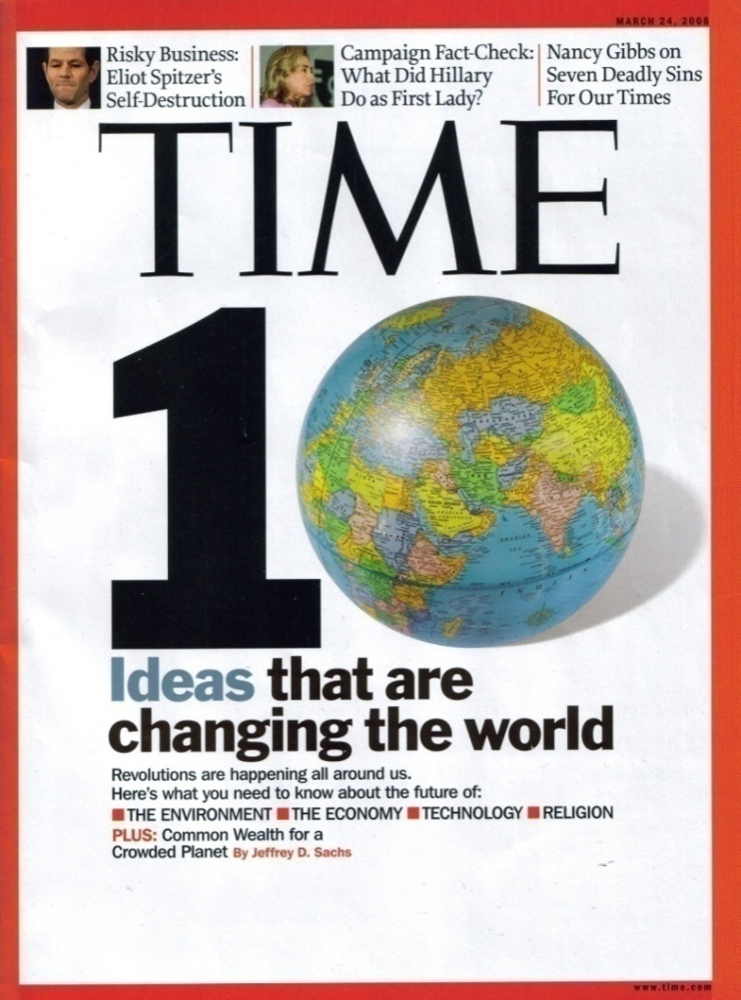 MARCH 24, 2008
Risky Business:
Eliot Spitzer's
Self-Destruction
Campaign Fact-Check:
What Did Hillary
Do as First Lady?
Nancy Gibbs on
Seven Deadly Sins
For Our Times
TIME
1
Ideas that are
changing the world
Revolutions are happening all around us.
Here's what you need to know about the future of:
■ THE ENVIRONMENT ■ THE ECONOMY ■ TECHNOLOGY ■ RELIGION
PLUS: Common Wealth for a
Crowded Planet By Jeffrey D. Sachs
www.time.com